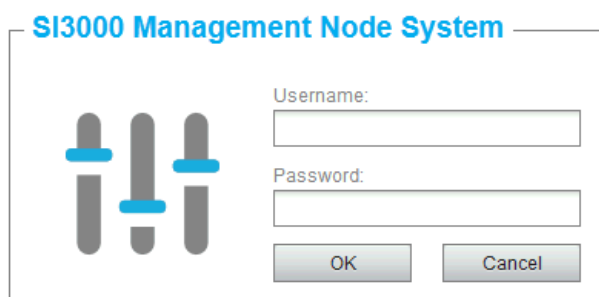 SI3000 Management Node System
Username:
Password:
OK
Cancel